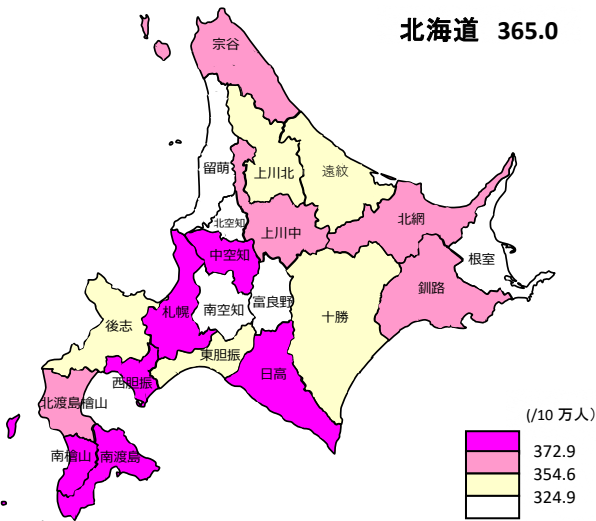 北海道 365.0
宗谷
留萌
上川北
遠紋
北空知
上川中
北網
中空知
根室
釧路
札幌
南空知
富良野
十勝
後志
東胆振
西胆振
日高
北渡島檜山
南檜山
南渡島
(/10 万人)
372.9
354.6
324.9